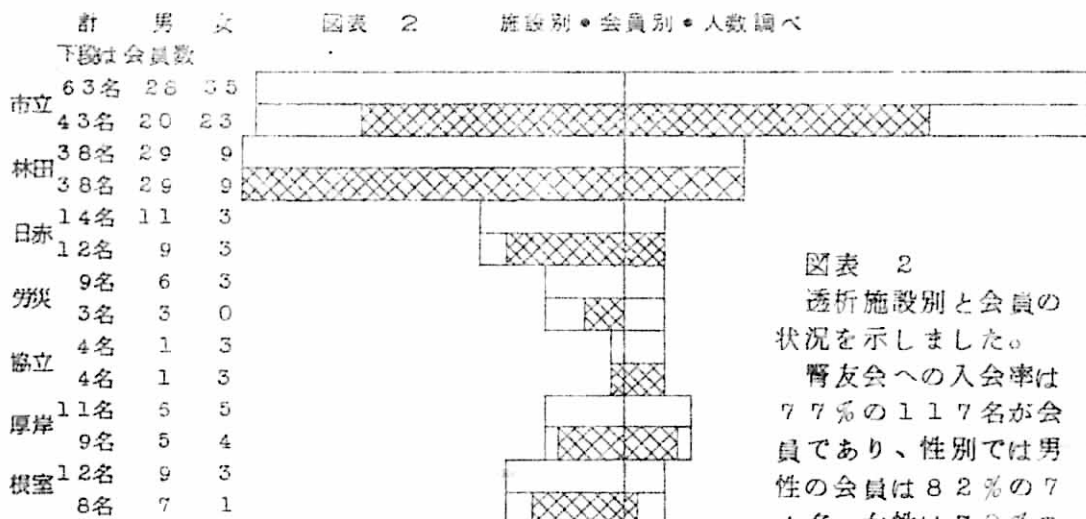 計 男 女 図表 2 施設別・会員別・人数調べ
下段は会員数
市立 63名 28 35
43名 20 23
林田 38名 29 9
38名 29 9
日赤 14名 11 3
12名 9 3
労災 9名 6 3
3名 3 0
協立 4名 1 3
4名 1 3
厚岸 11名 6 5
9名 5 4
根室 12名 9 3
8名 7 1
図表 2
透析施設別と会員の
状況を示しました。
腎友会への入会率は
77%の117名が会
員であり、性別では男
性の会員は82%の7